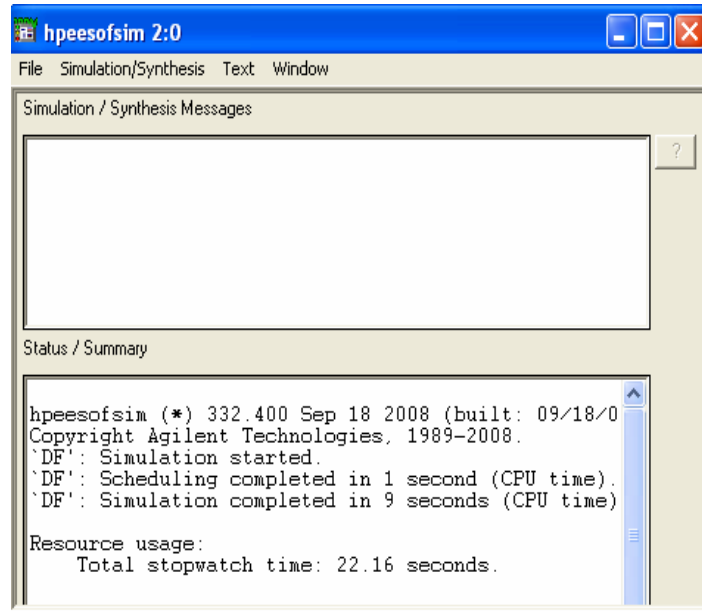 hpeesofsim 2:0
File Simulation/Synthesis Text Window
Simulation / Synthesis Messages
?
Status / Summary
hpeesofsim (*) 332.400 Sep 18 2008 (built: 09/18/0
Copyright Agilent Technologies, 1989-2008.
`DF': Simulation started.
`DF': Scheduling completed in 1 second (CPU time).
`DF': Simulation completed in 9 seconds (CPU time)
Resource usage:
Total stopwatch time: 22.16 seconds.